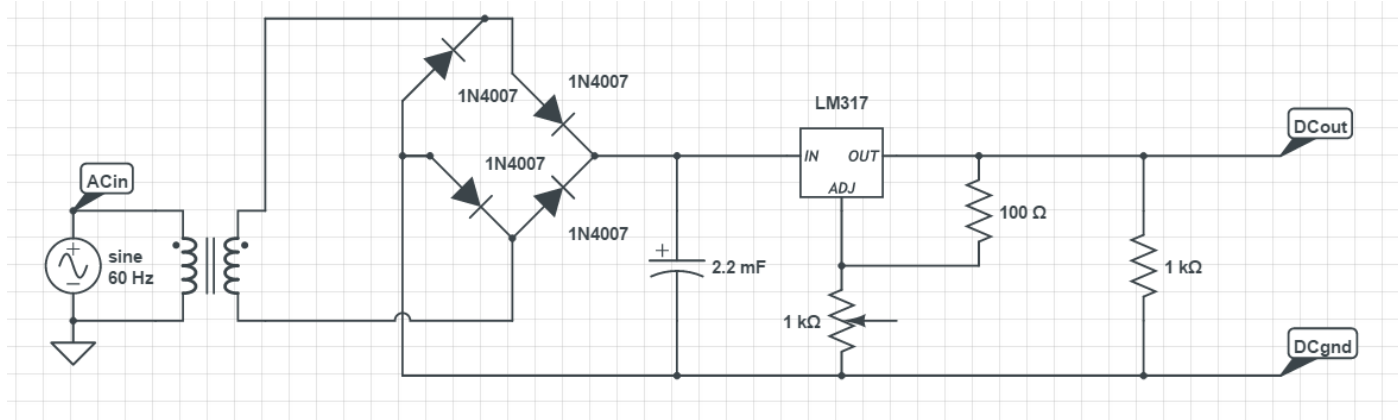 ACin
sine
60 Hz
1N4007
1N4007
1N4007
1N4007
+
2.2 mF
LM317
IN
OUT
ADJ
1 kΩ
100 Ω
1 kΩ
DCout
DCgnd